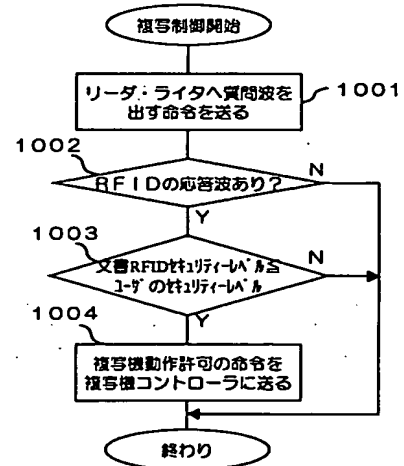 複写制御開始
リーダ・ライタへ質問波を
出す命令を送る
1001
1002
RFIDの応答波あり？
N
Y
1003
文書RFIDセキュリティーレベル≦
ユーザのセキュリティーレベル
N
Y
1004
複写機動作許可の命令を
複写機コントローラに送る
終わり